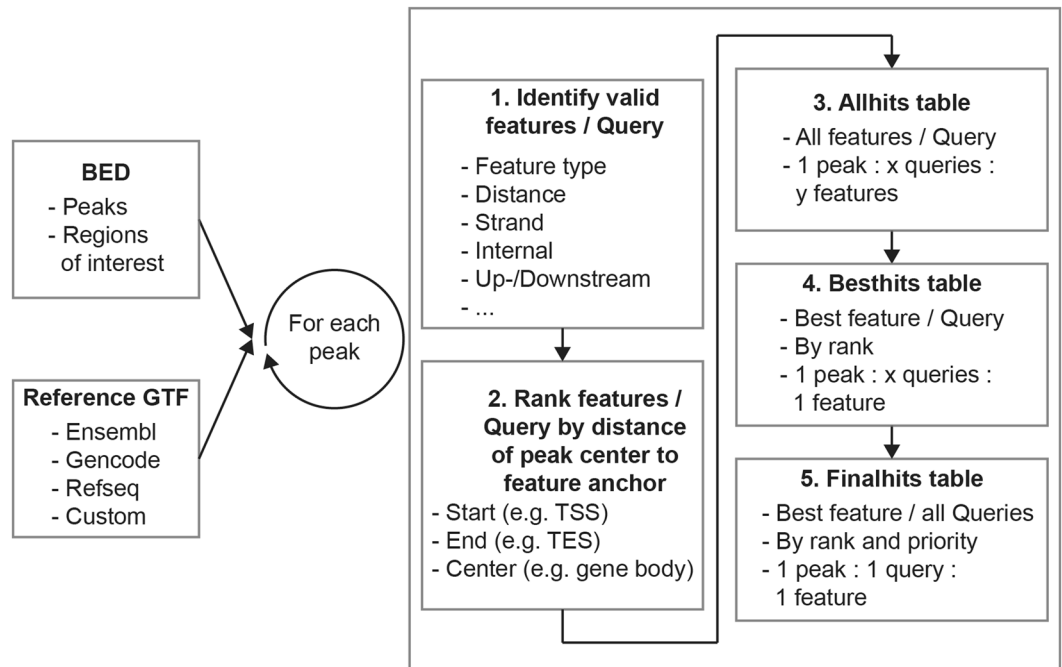 BED
- Peaks
- Regions
of interest
Reference GTF
- Ensembl
- Gencode
- Refseq
- Custom
For each
peak
1. Identify valid
features / Query
- Feature type
- Distance
- Strand
- Internal
- Up-/Downstream
- ...
2. Rank features /
Query by distance
of peak center to
feature anchor
- Start (e.g. TSS)
- End (e.g. TES)
- Center (e.g. gene body)
3. Allhits table
- All features / Query
- 1 peak : x queries :
y features
4. Besthits table
- Best feature / Query
- By rank
- 1 peak : x queries :
1 feature
5. Finalhits table
- Best feature / all Queries
- By rank and priority
- 1 peak : 1 query :
1 feature